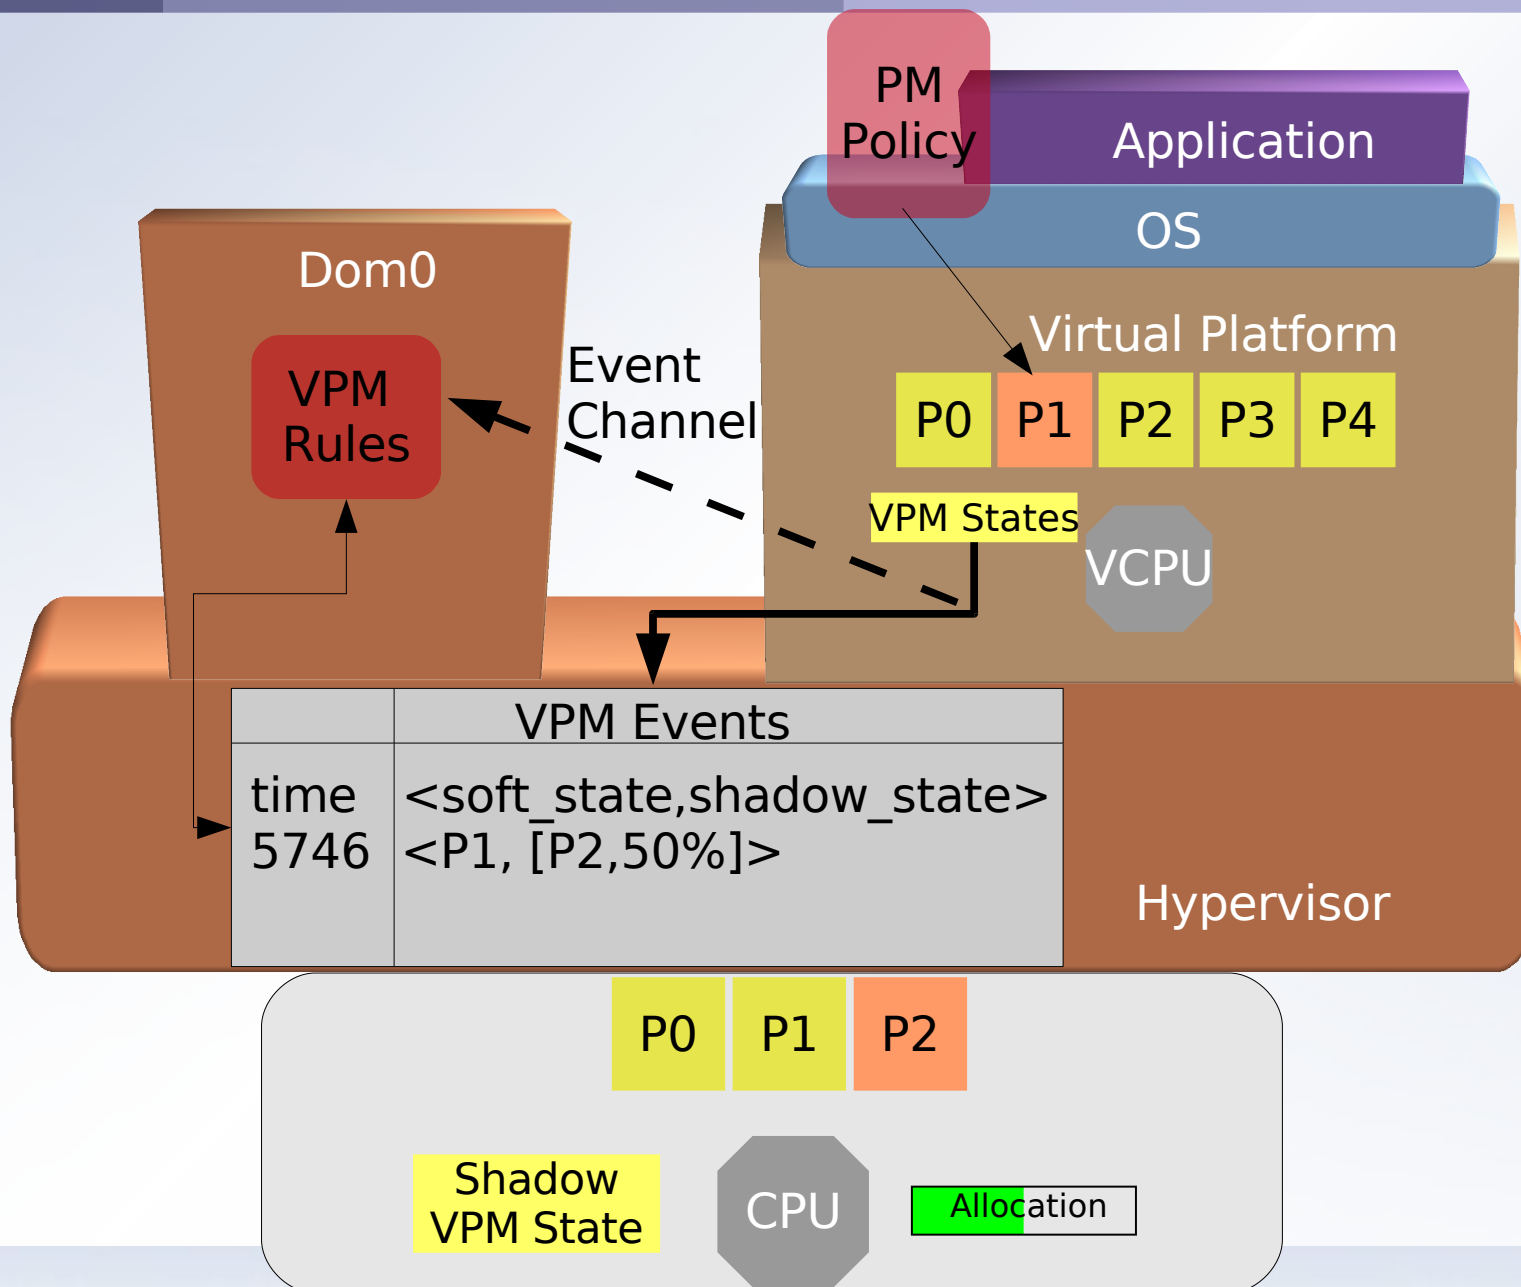 PM
Policy
Application
OS
Dom0
Virtual Platform
VPM
Rules
Event
Channel
P0 P1 P2 P3 P4
VPM States
VCPU
VPM Events
time <soft_state,shadow_state>
5746 <P1, [P2,50%]>
Hypervisor
P0 P1 P2
Shadow
VPM State
CPU
Allocation